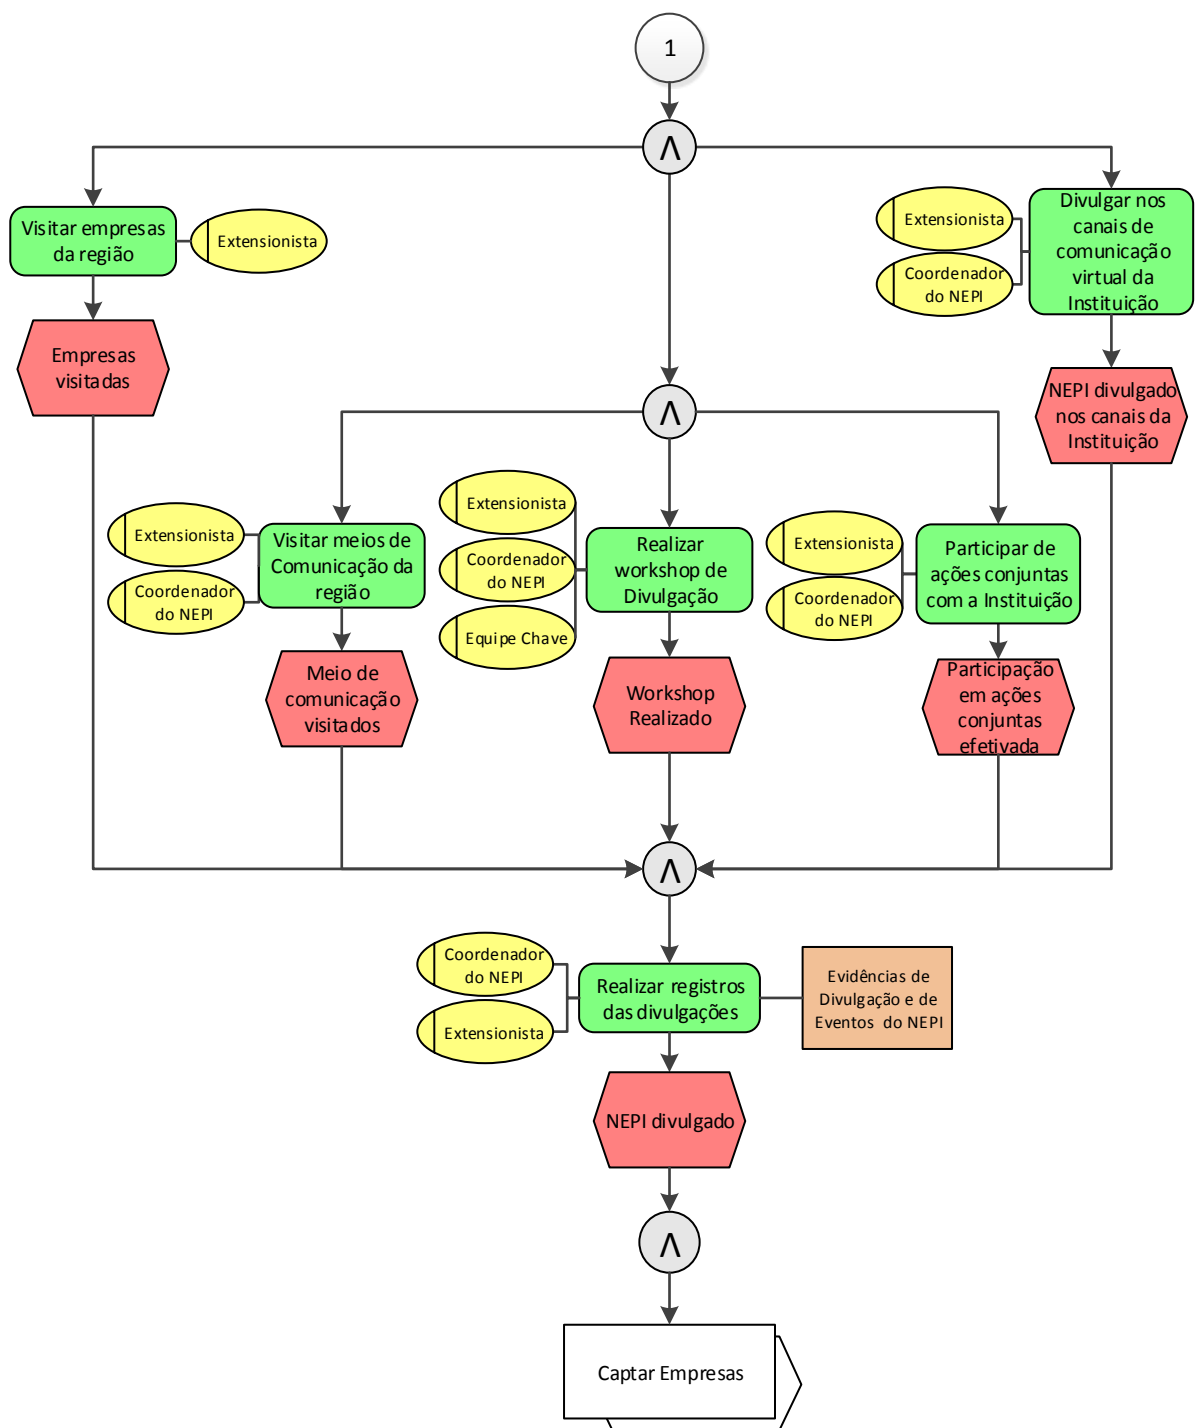 1
Λ
Visitar empresas
da região
Extensionista
Extensionista
Coordenador
do NEPI
Divulgar nos
canais de
comunicação
virtual da
Instituição
Empresas
visitadas
NEPI divulgado
nos canais da
Instituição
Λ
Extensionista
Coordenador
do NEPI
Visitar meios de
Comunicação da
região
Extensionista
Coordenador
do NEPI
Equipe Chave
Realizar
workshop de
Divulgação
Extensionista
Coordenador
do NEPI
Participar de
ações conjuntas
com a Instituição
Meio de
comunicação
visitados
Workshop
Realizado
Participação
em ações
conjuntas
efetivada
Λ
Coordenador
do NEPI
Extensionista
Realizar registros
das divulgações
Evidências de
Divulgação e de
Eventos do NEPI
NEPI divulgado
Λ
Captar Empresas